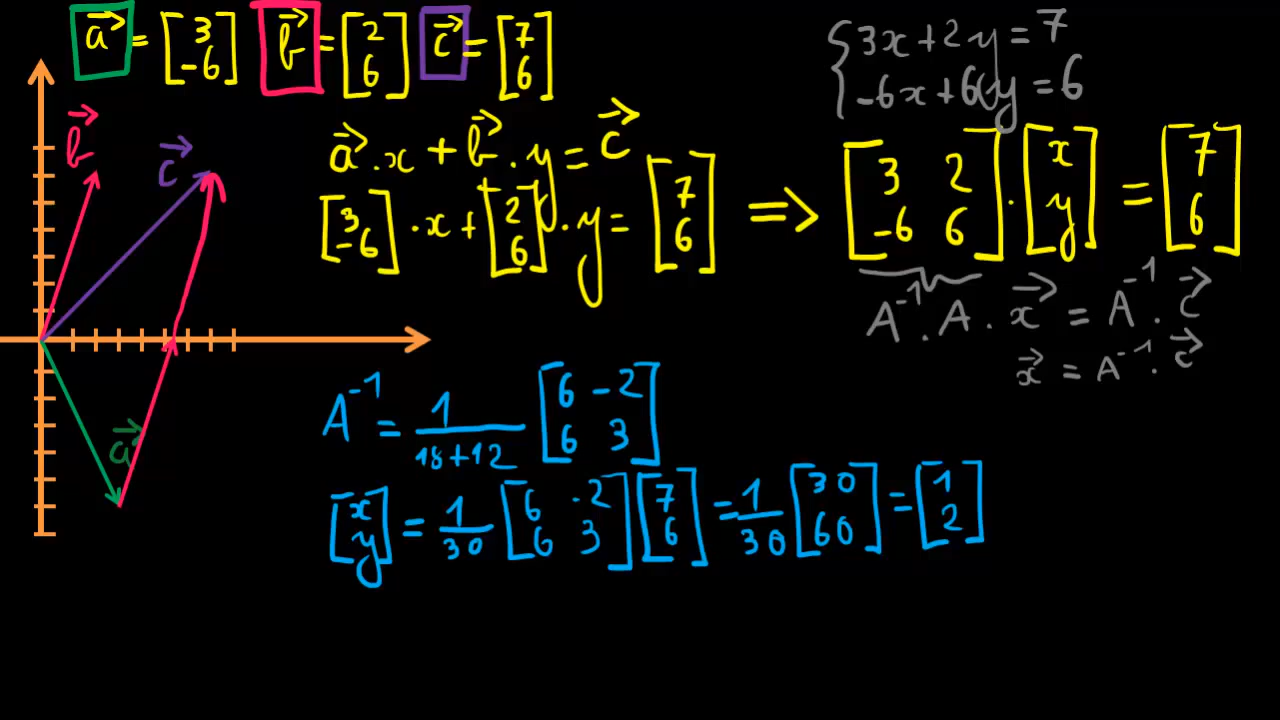 a⃗ = [3 -6] b⃗ = [2 6] c⃗ = [7 6]
{3x+2y=7
-6x+6y=6
b⃗
c⃗
a⃗
a⃗.x + b⃗.y = c⃗
[3 -6].x + [2 6].y = [7 6] => [3 2 -6 6].[x y] = [7 6]
A⁻¹.A.x⃗ = A⁻¹.c⃗
x⃗ = A⁻¹.c⃗
A⁻¹ = 1/(18+12) [6 -2 6 3]
[x y] = 1/30 [6 -2 6 3][7 6] = 1/30 [30 60] = [1 2]